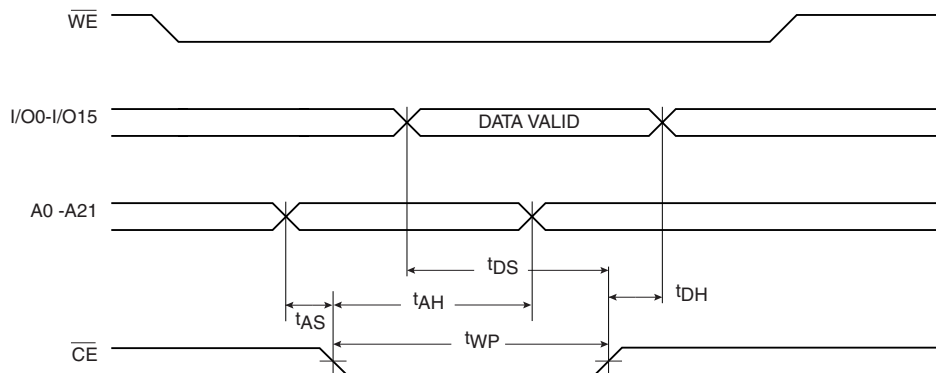 WE
I/O0-I/O15
DATA VALID
A0 -A21
tDS
tAH
tDH
tAS
tWP
CE